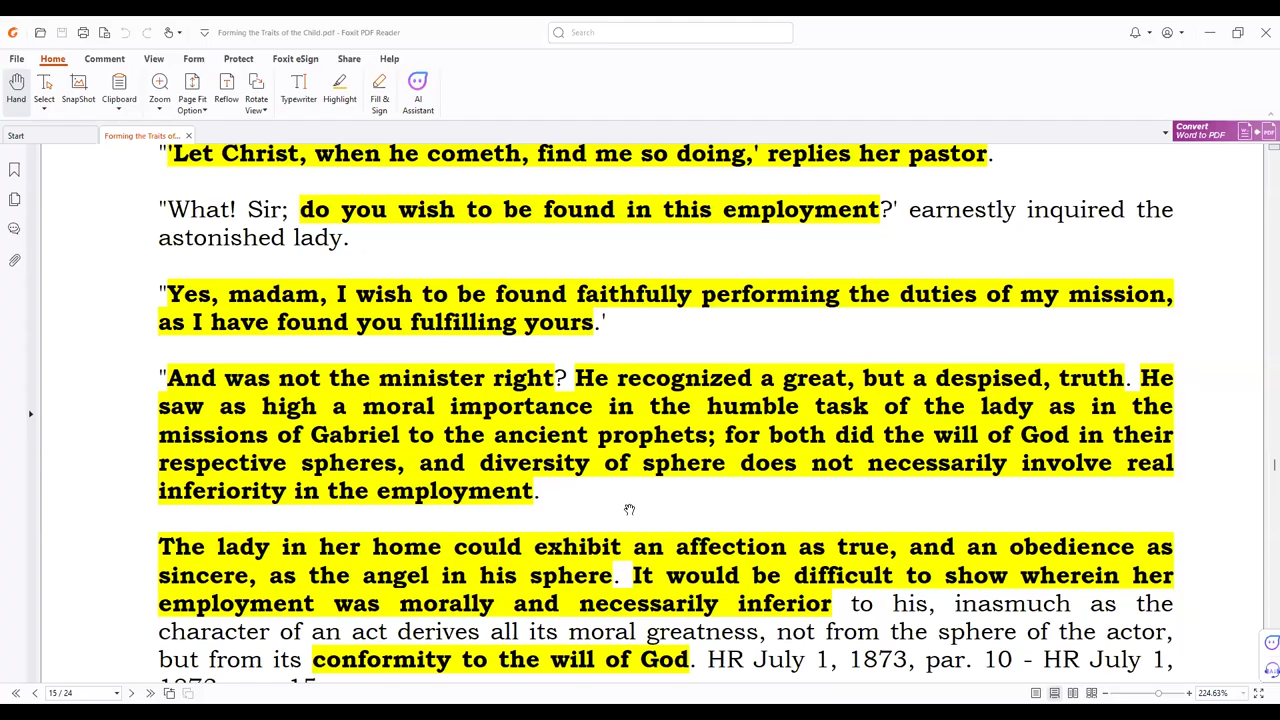 Forming the Traits of the Child.pdf - Foxit PDF Reader
Search
File Home Comment View Form Protect Foxit eSign Share Help
Hand Select SnapShot Clipboard Zoom Page Fit Option Reflow Rotate View Typewriter Highlight Fill & Sign AI Assistant
Start Forming the Traits of...
Convert Word to PDF
"'Let Christ, when he cometh, find me so doing,' replies her pastor.
"What! Sir; do you wish to be found in this employment?' earnestly inquired the
astonished lady.
"Yes, madam, I wish to be found faithfully performing the duties of my mission,
as I have found you fulfilling yours.'
"And was not the minister right? He recognized a great, but a despised, truth. He
saw as high a moral importance in the humble task of the lady as in the
missions of Gabriel to the ancient prophets; for both did the will of God in their
respective spheres, and diversity of sphere does not necessarily involve real
inferiority in the employment.
The lady in her home could exhibit an affection as true, and an obedience as
sincere, as the angel in his sphere. It would be difficult to show wherein her
employment was morally and necessarily inferior to his, inasmuch as the
character of an act derives all its moral greatness, not from the sphere of the actor,
but from its conformity to the will of God. HR July 1, 1873, par. 10 - HR July 1,
15 / 24
224.63%